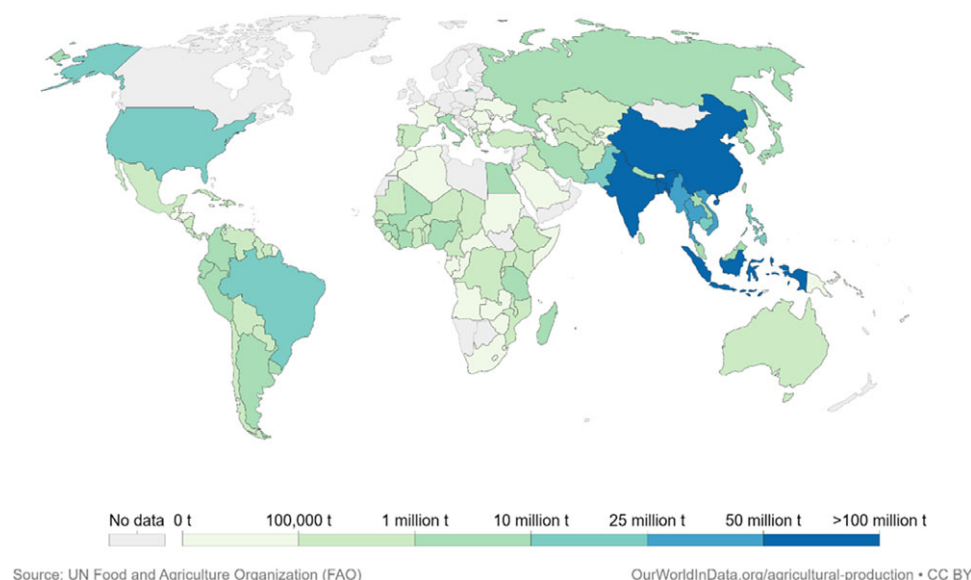 No data 0 t 100,000 t 1 million t 10 million t 25 million t 50 million t >100 million t
Source: UN Food and Agriculture Organization (FAO) OurWorldInData.org/agricultural-production • CC BY